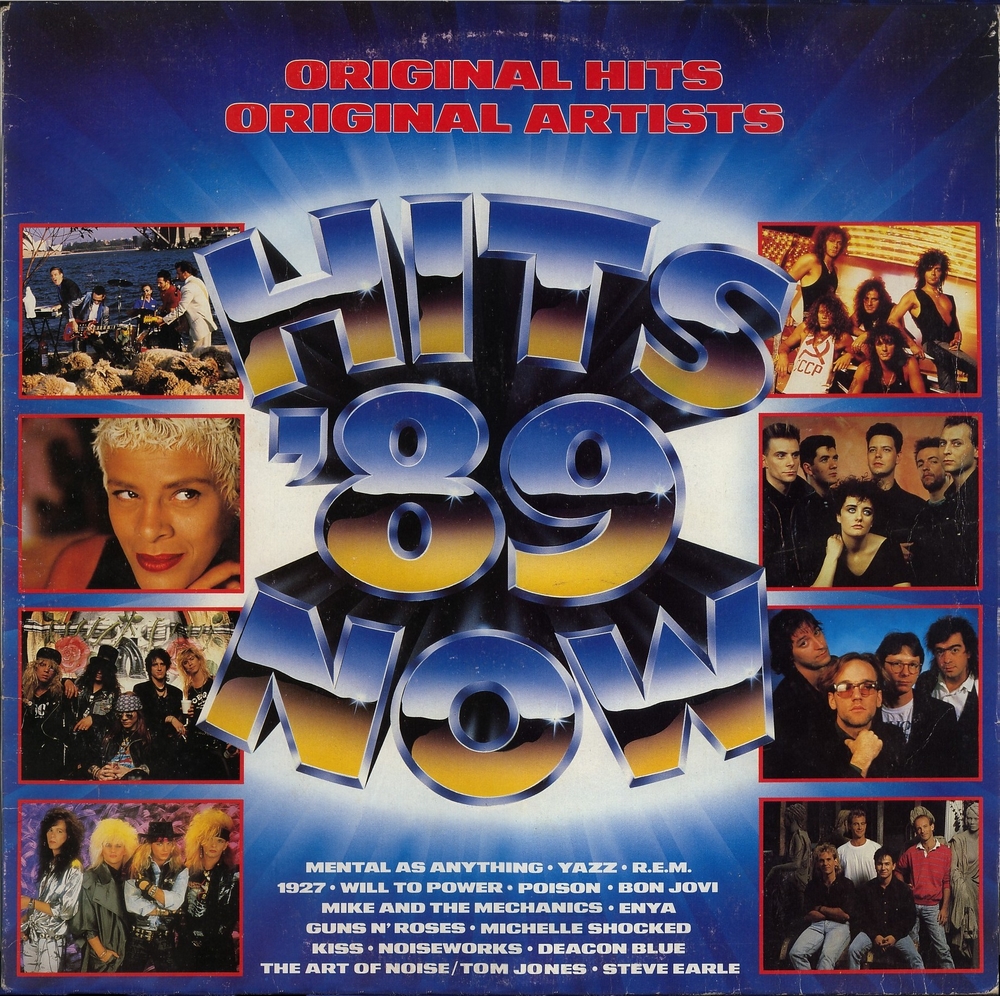 ORIGINAL HITS
ORIGINAL ARTISTS
HITS
'89
NOW
CCCP
MENTAL AS ANYTHING • YAZZ • R.E.M.
1927 • WILL TO POWER • POISON • BON JOVI
MIKE AND THE MECHANICS • ENYA
GUNS N' ROSES • MICHELLE SHOCKED
KISS • NOISEWORKS • DEACON BLUE
THE ART OF NOISE/TOM JONES • STEVE EARLE